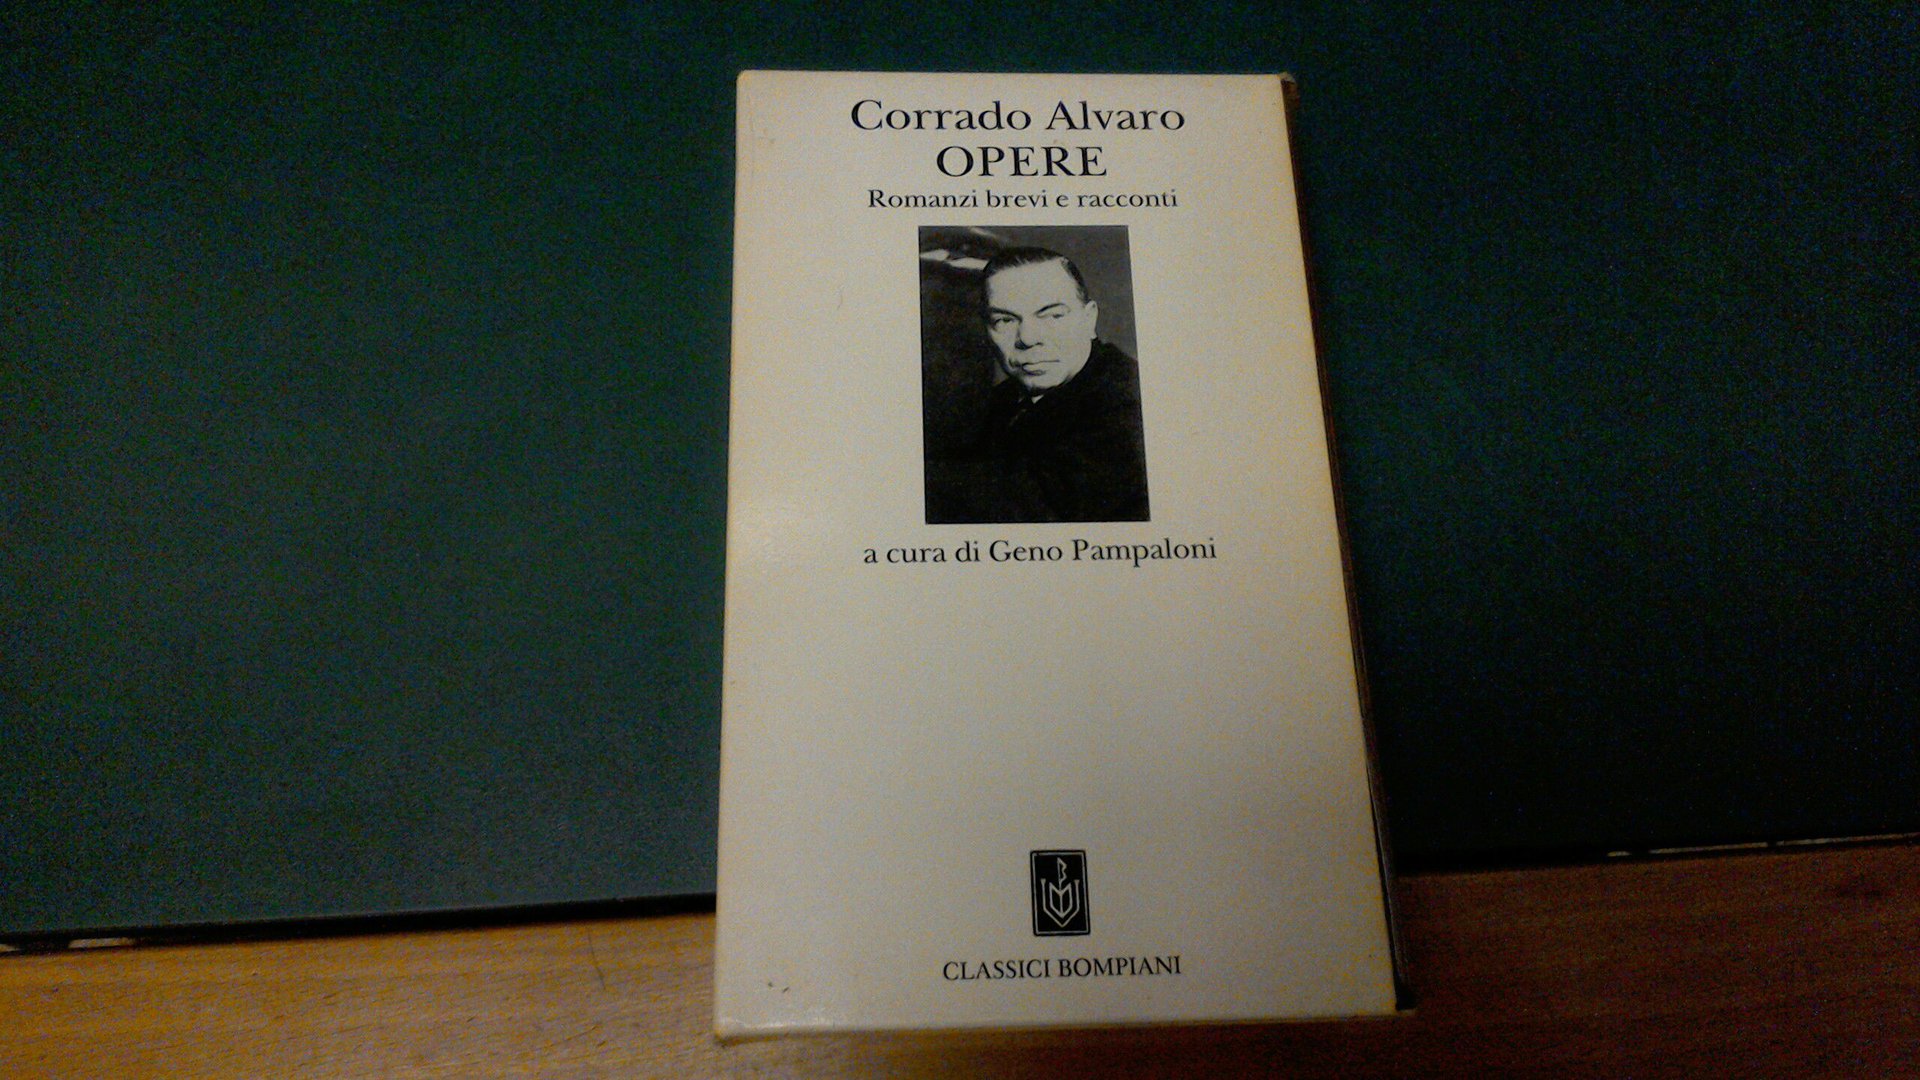 Corrado Alvaro
OPERE
Romanzi brevi e racconti
a cura di Geno Pampaloni
CLASSICI BOMPIANI